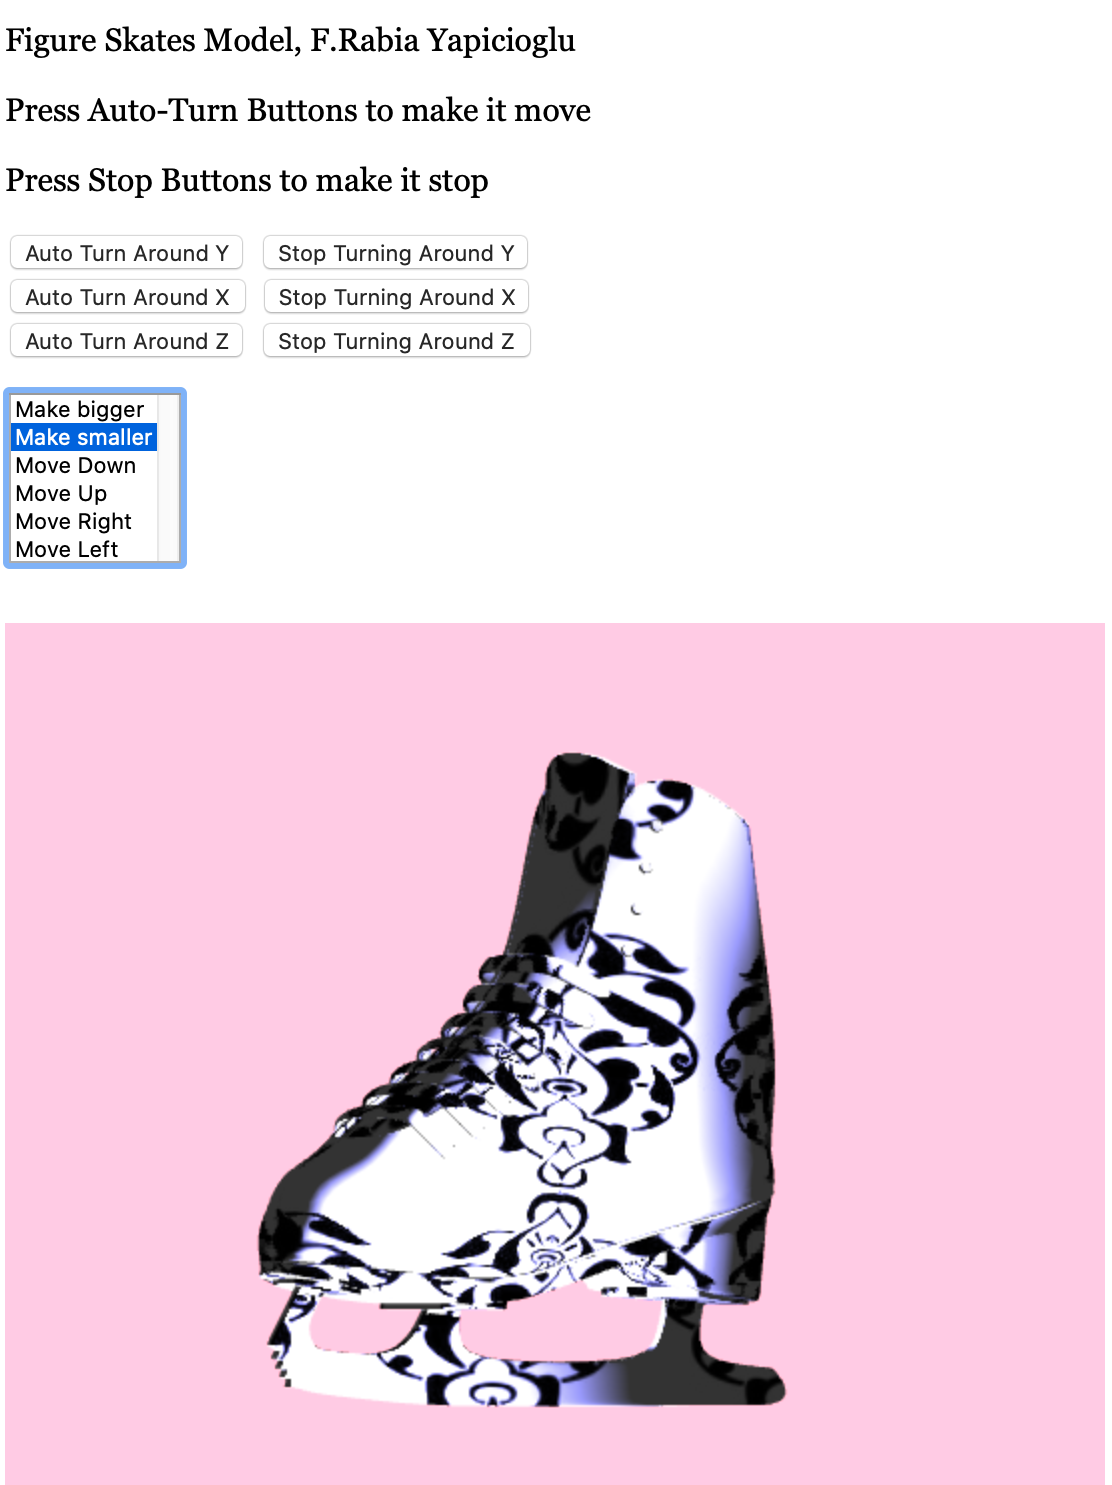 Figure Skates Model, F.Rabia Yapicioglu
Press Auto-Turn Buttons to make it move
Press Stop Buttons to make it stop
Auto Turn Around Y Stop Turning Around Y
Auto Turn Around X Stop Turning Around X
Auto Turn Around Z Stop Turning Around Z
Make bigger
Make smaller
Move Down
Move Up
Move Right
Move Left